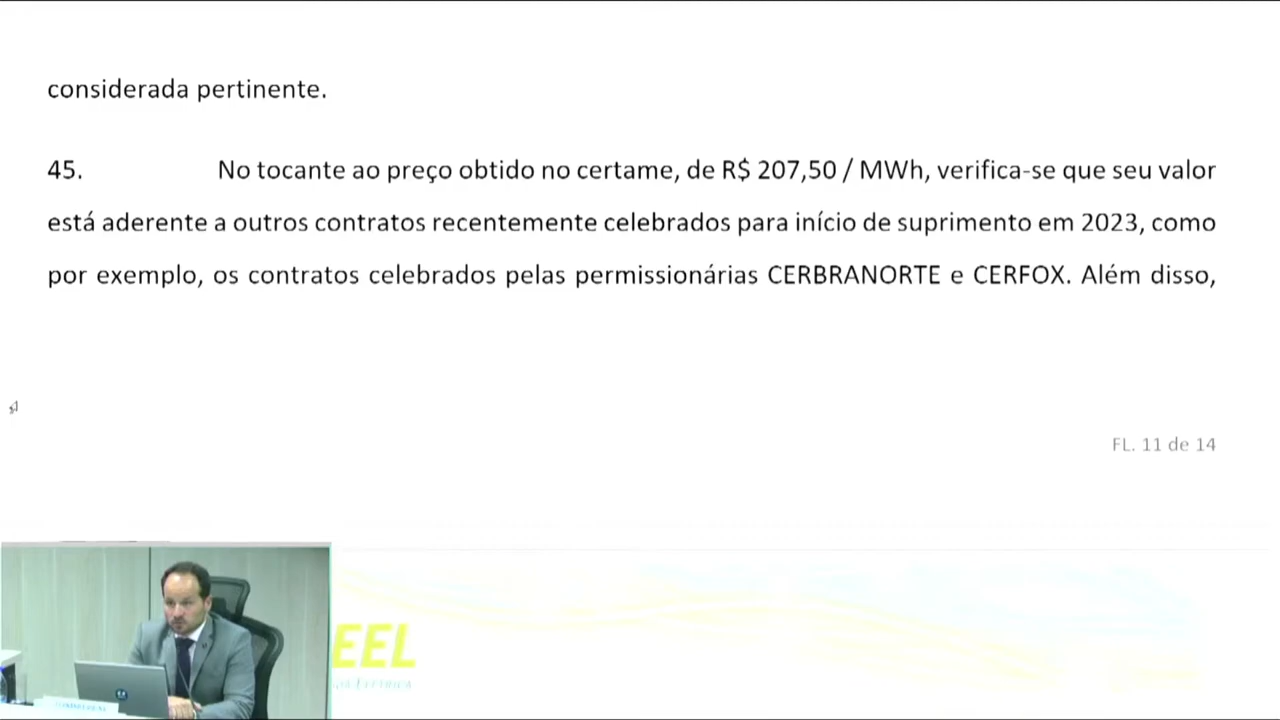 considerada pertinente.
45. No tocante ao preço obtido no certame, de R$ 207,50 / MWh, verifica-se que seu valor
está aderente a outros contratos recentemente celebrados para início de suprimento em 2023, como
por exemplo, os contratos celebrados pelas permissionárias CERBRANORTE e CERFOX. Além disso,
FL. 11 de 14
EEL